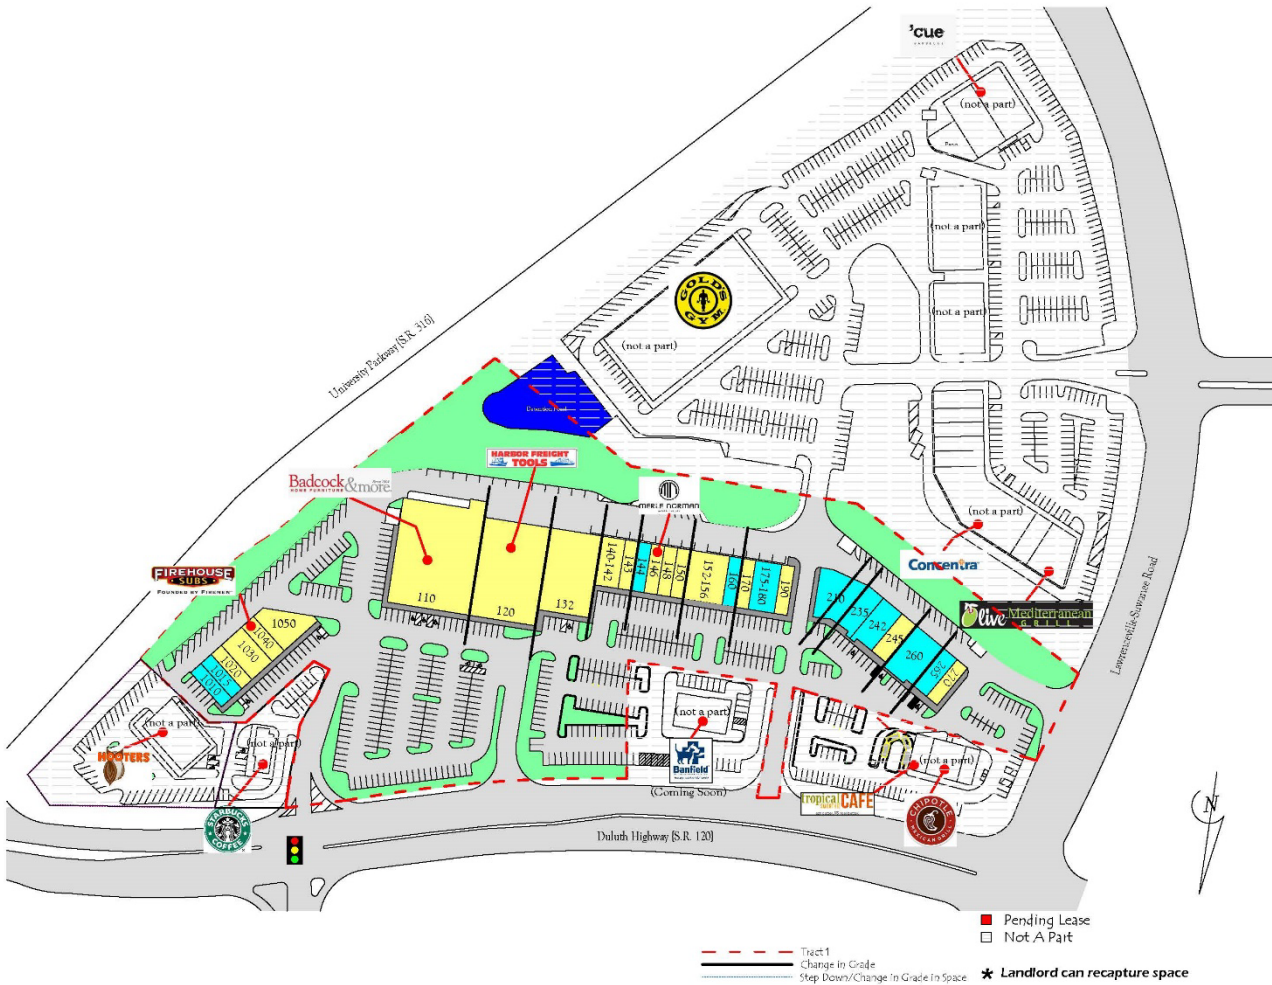 'cue
BARBECUE
(not a part)
Patio
(not a part)
GOLD'S GYM
(not a part)
(not a part)
University Parkway [S.R. 316]
Detention Pond
HARBOR FREIGHT
TOOLS
Badcock &more.
HOME FURNITURE
MERLE NORMAN
(not a part)
Concentra
Olive Mediterranean
GRILL
FIREHOUSE
SUBS
FOUNDED BY FIREMEN
110
120
132
140-142
143
144
146
148
150
152-156
160
170
175-180
190
210
235
242
245
260
265
270
1050
1040
1030
1020
1015
1010
Lawrenceville-Suwanee Road
(not a part)
HOOTERS
(not a part)
STARBUCKS
COFFEE
(not a part)
Banfield
(Coming Soon)
(not a part)
tropical CAFE
CHIPOTLE
MEXICAN GRILL
Duluth Highway [S.R. 120]
N
Pending Lease
Not A Part
Tract 1
Change in Grade
Step Down/Change in Grade in Space
* Landlord can recapture space